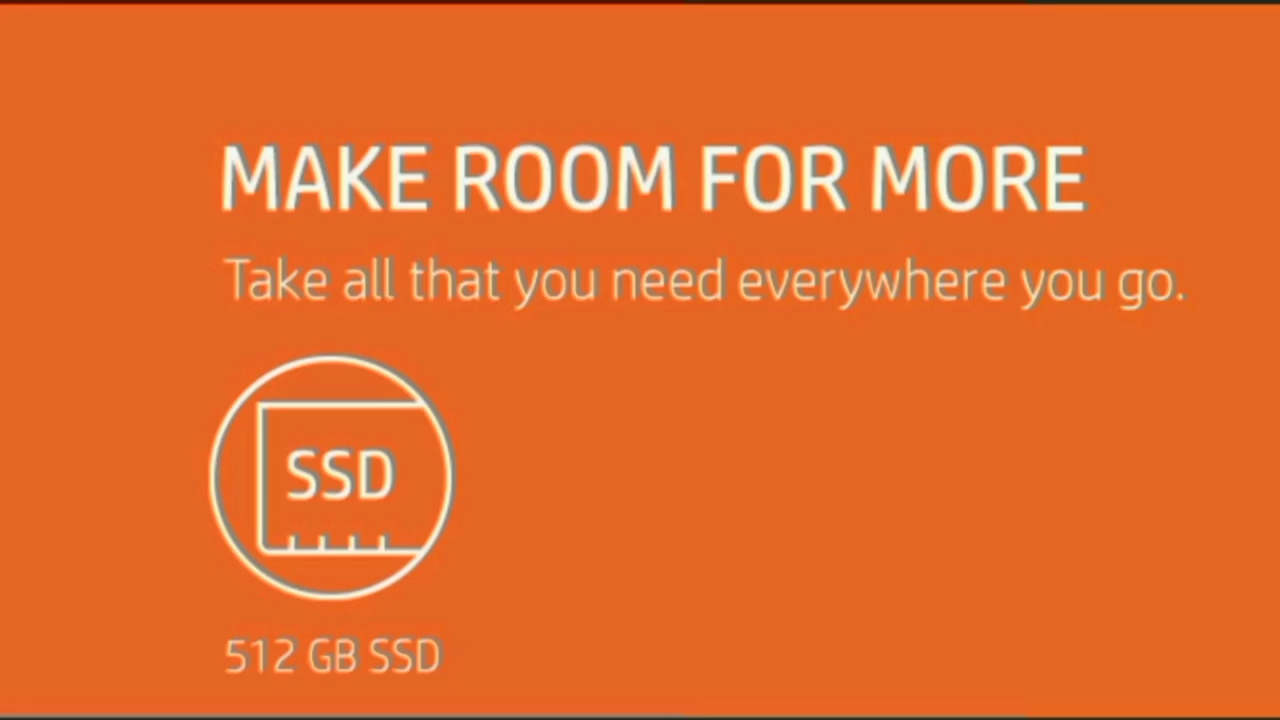 MAKE ROOM FOR MORE
Take all that you need everywhere you go.
SSD
512 GB SSD